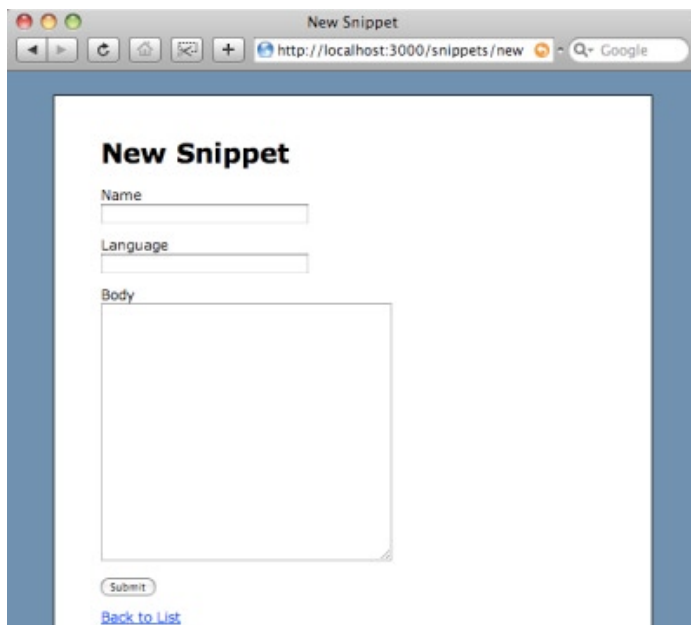 New Snippet
http://localhost:3000/snippets/new Google
New Snippet
Name
Language
Body
Submit
Back to List